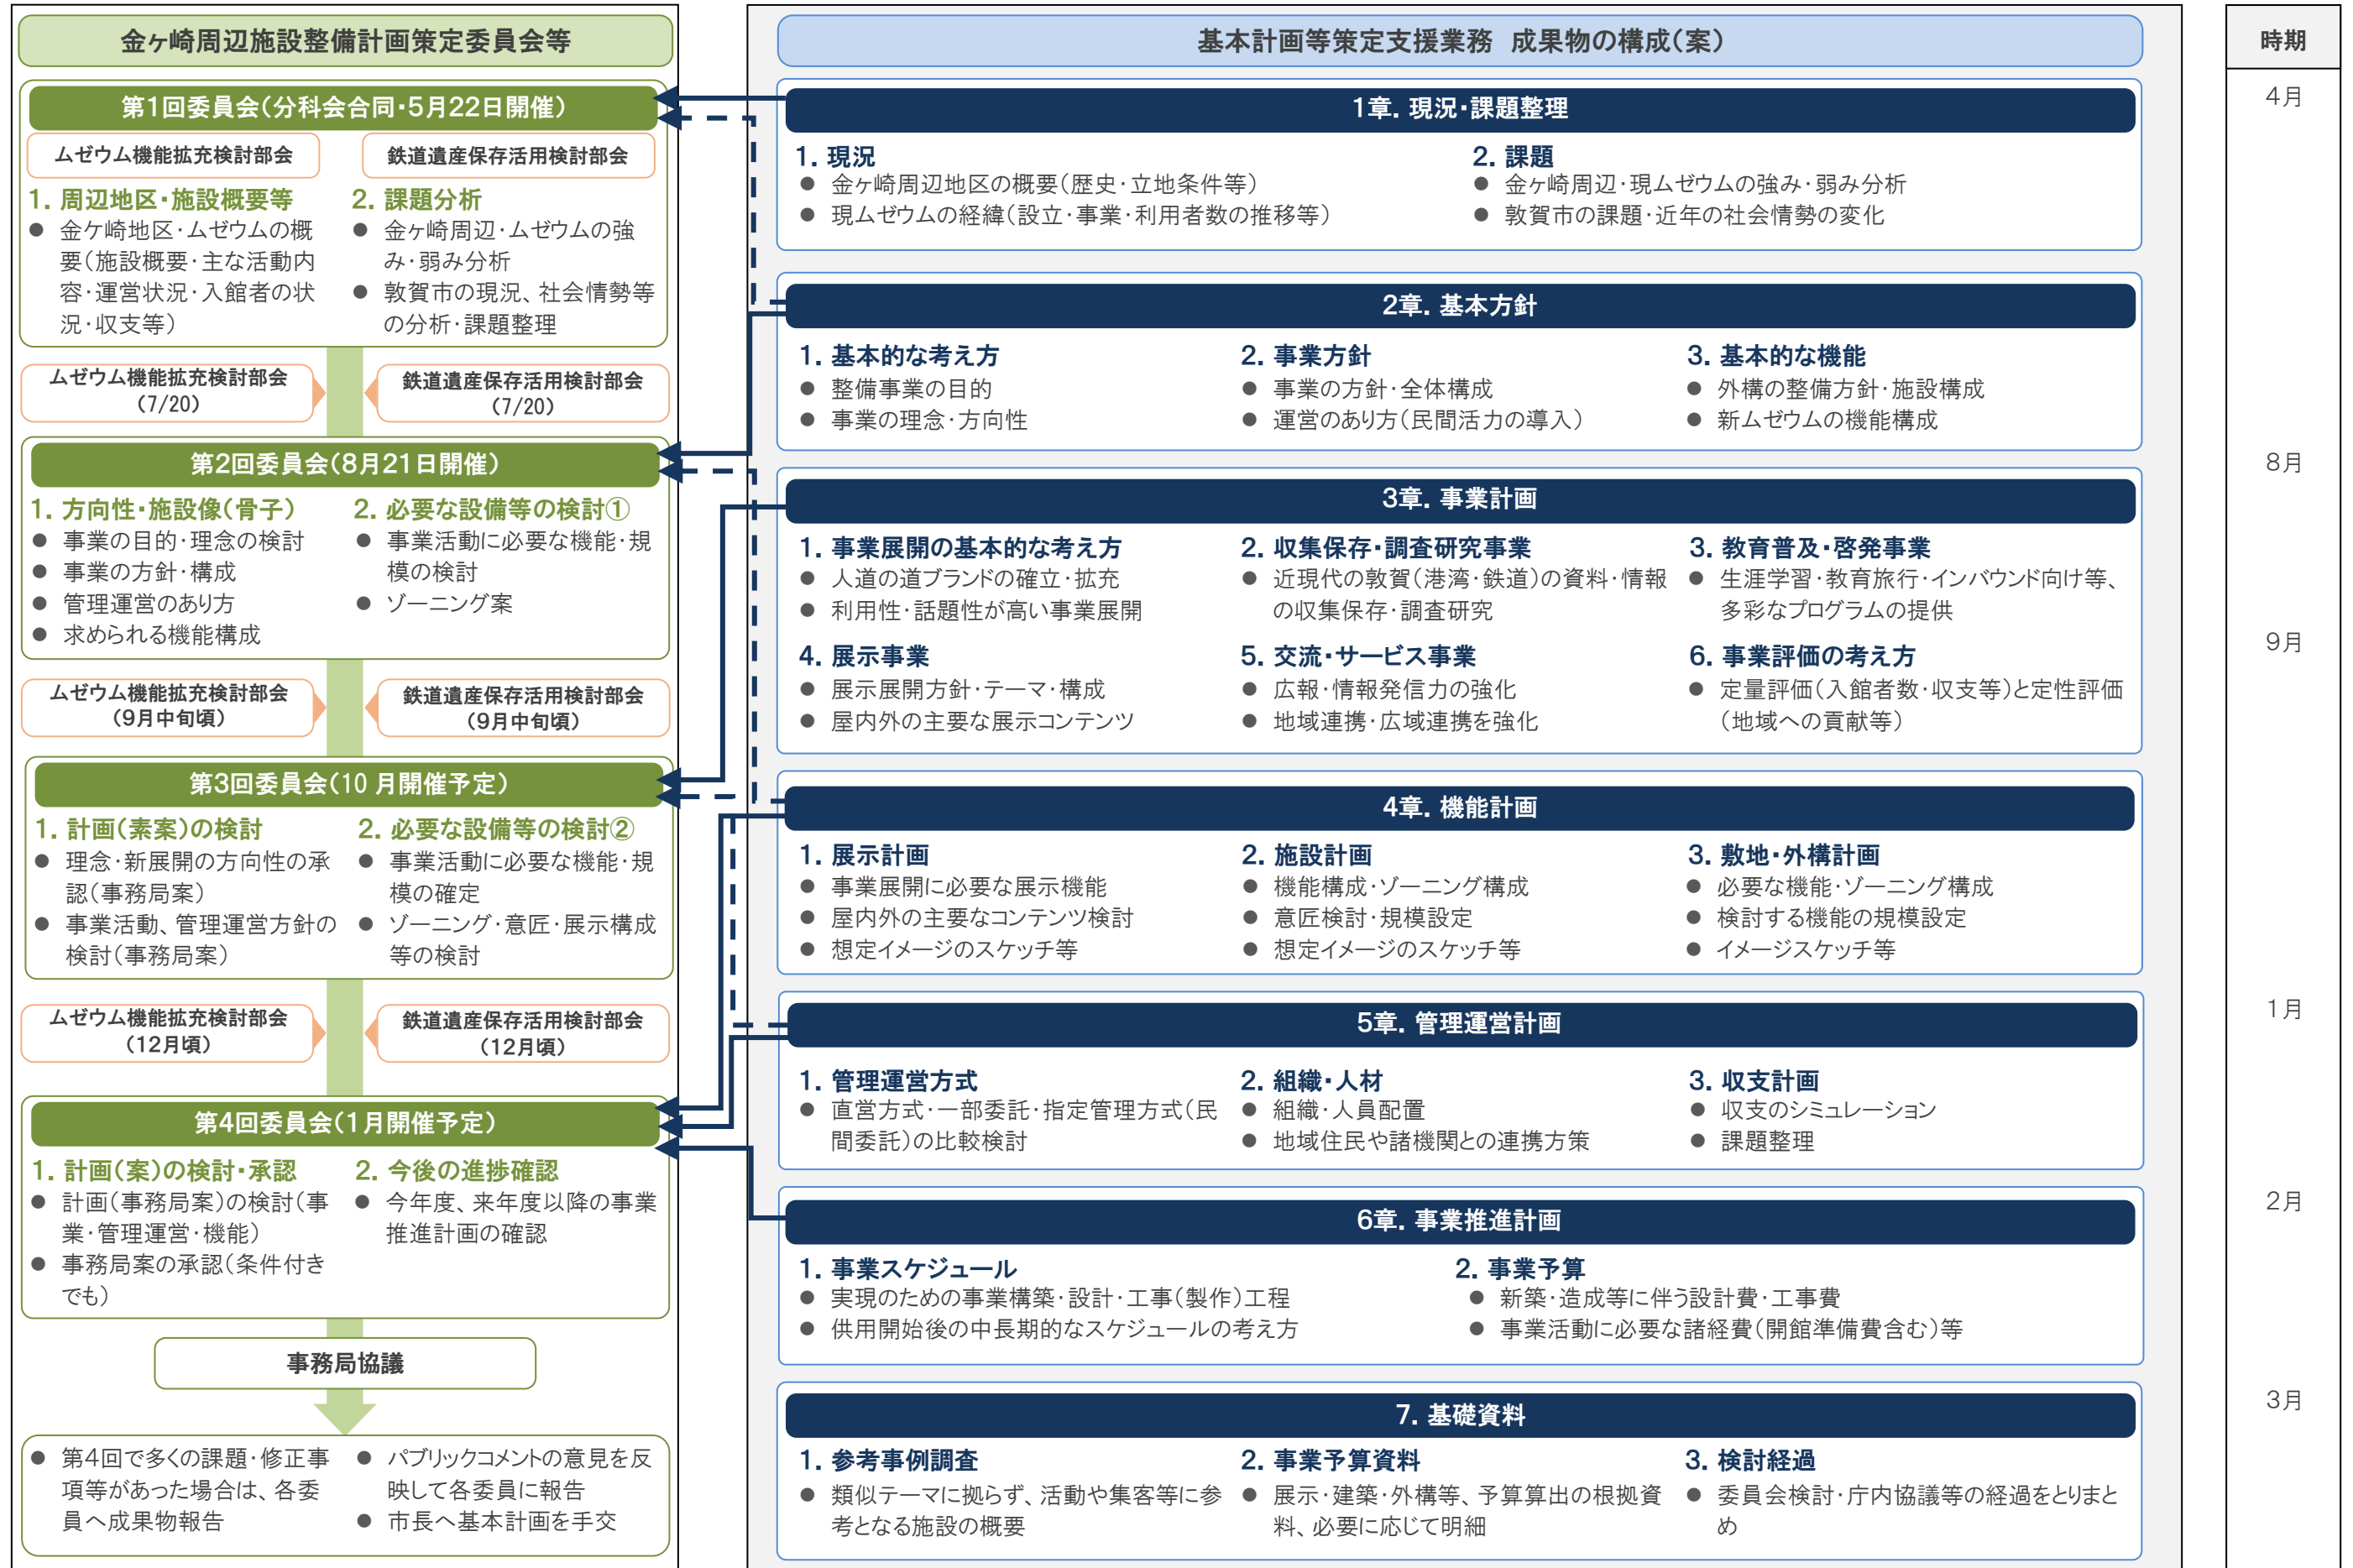 金ヶ崎周辺施設整備計画策定委員会等
第1回委員会(分科会合同・5月22日開催)
ムゼウム機能拡充検討部会
鉄道遺産保存活用検討部会
1. 周辺地区・施設概要等
● 金ケ崎地区・ムゼウムの概
要(施設概要・主な活動内
容・運営状況・入館者の状
況・収支等)
2. 課題分析
● 金ヶ崎周辺・ムゼウムの強
み・弱み分析
● 敦賀市の現況、社会情勢等
の分析・課題整理
ムゼウム機能拡充検討部会
(7/20)
鉄道遺産保存活用検討部会
(7/20)
第2回委員会(8月21日開催)
1. 方向性・施設像(骨子)
● 事業の目的・理念の検討
● 事業の方針・構成
● 管理運営のあり方
● 求められる機能構成
2. 必要な設備等の検討①
● 事業活動に必要な機能・規
模の検討
● ゾーニング案
ムゼウム機能拡充検討部会
(9月中旬頃)
鉄道遺産保存活用検討部会
(9月中旬頃)
第3回委員会(10 月開催予定)
1. 計画(素案)の検討
● 理念・新展開の方向性の承
認(事務局案)
● 事業活動、管理運営方針の
検討(事務局案)
2. 必要な設備等の検討②
● 事業活動に必要な機能・規
模の確定
● ゾーニング・意匠・展示構成
等の検討
ムゼウム機能拡充検討部会
(12月頃)
鉄道遺産保存活用検討部会
(12月頃)
第4回委員会(1月開催予定)
1. 計画(案)の検討・承認
● 計画(事務局案)の検討(事
業・管理運営・機能)
● 事務局案の承認(条件付き
でも)
2. 今後の進捗確認
● 今年度、来年度以降の事業
推進計画の確認
事務局協議
● 第4回で多くの課題・修正事
項等があった場合は、各委
員へ成果物報告
● パブリックコメントの意見を反
映して各委員に報告
● 市長へ基本計画を手交
基本計画等策定支援業務 成果物の構成(案)
1章. 現況・課題整理
1. 現況
● 金ヶ崎周辺地区の概要(歴史・立地条件等)
● 現ムゼウムの経緯(設立・事業・利用者数の推移等)
2. 課題
● 金ヶ崎周辺・現ムゼウムの強み・弱み分析
● 敦賀市の課題・近年の社会情勢の変化
2章. 基本方針
1. 基本的な考え方
● 整備事業の目的
● 事業の理念・方向性
2. 事業方針
● 事業の方針・全体構成
● 運営のあり方(民間活力の導入)
3. 基本的な機能
● 外構の整備方針・施設構成
● 新ムゼウムの機能構成
3章. 事業計画
1. 事業展開の基本的な考え方
● 人道の道ブランドの確立・拡充
● 利用性・話題性が高い事業展開
2. 収集保存・調査研究事業
● 近現代の敦賀(港湾・鉄道)の資料・情報
の収集保存・調査研究
3. 教育普及・啓発事業
● 生涯学習・教育旅行・インバウンド向け等、
多彩なプログラムの提供
4. 展示事業
● 展示展開方針・テーマ・構成
● 屋内外の主要な展示コンテンツ
5. 交流・サービス事業
● 広報・情報発信力の強化
● 地域連携・広域連携を強化
6. 事業評価の考え方
● 定量評価(入館者数・収支等)と定性評価
(地域への貢献等)
4章. 機能計画
1. 展示計画
● 事業展開に必要な展示機能
● 屋内外の主要なコンテンツ検討
● 想定イメージのスケッチ等
2. 施設計画
● 機能構成・ゾーニング構成
● 意匠検討・規模設定
● 想定イメージのスケッチ等
3. 敷地・外構計画
● 必要な機能・ゾーニング構成
● 検討する機能の規模設定
● イメージスケッチ等
5章. 管理運営計画
1. 管理運営方式
● 直営方式・一部委託・指定管理方式(民
間委託)の比較検討
2. 組織・人材
● 組織・人員配置
● 地域住民や諸機関との連携方策
3. 収支計画
● 収支のシミュレーション
● 課題整理
6章. 事業推進計画
1. 事業スケジュール
● 実現のための事業構築・設計・工事(製作)工程
● 供用開始後の中長期的なスケジュールの考え方
2. 事業予算
● 新築・造成等に伴う設計費・工事費
● 事業活動に必要な諸経費(開館準備費含む)等
7. 基礎資料
1. 参考事例調査
● 類似テーマに拠らず、活動や集客等に参
考となる施設の概要
2. 事業予算資料
● 展示・建築・外構等、予算算出の根拠資
料、必要に応じて明細
3. 検討経過
● 委員会検討・庁内協議等の経過をとりまと
め
時期
4月
8月
9月
1月
2月
3月